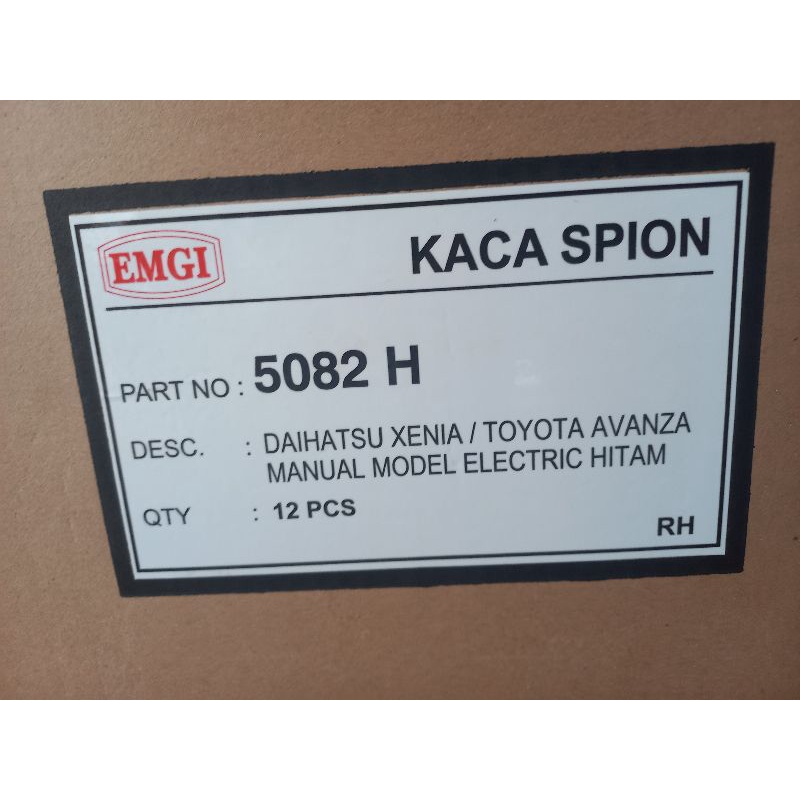 EMGI
KACA SPION
PART NO : 5082 H
DESC. : DAIHATSU XENIA / TOYOTA AVANZA
MANUAL MODEL ELECTRIC HITAM
QTY : 12 PCS
RH